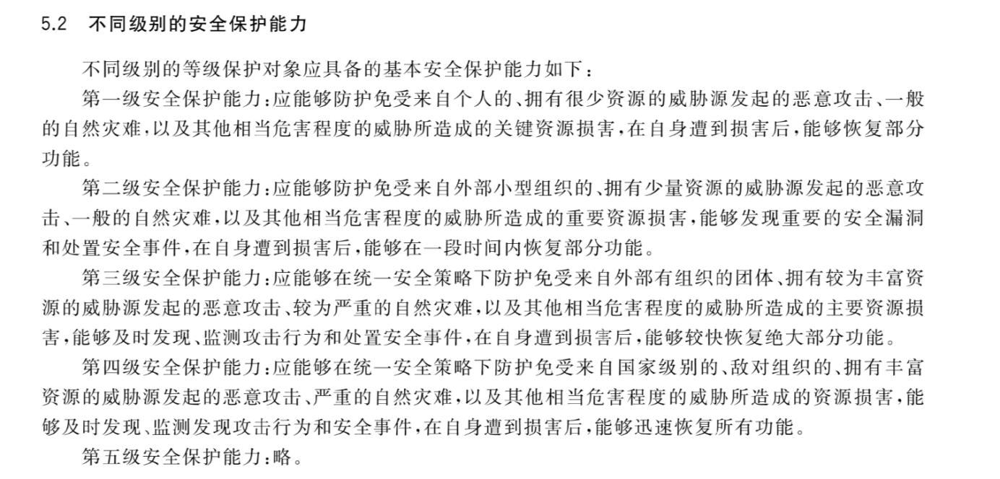 5.2 不同级别的安全保护能力
不同级别的等级保护对象应具备的基本安全保护能力如下：
第一级安全保护能力：应能够防护免受来自个人的、拥有很少资源的威胁源发起的恶意攻击、一般
的自然灾难，以及其他相当危害程度的威胁所造成的关键资源损害，在自身遭到损害后，能够恢复部分
功能。
第二级安全保护能力：应能够防护免受来自外部小型组织的、拥有少量资源的威胁源发起的恶意攻
击、一般的自然灾难，以及其他相当危害程度的威胁所造成的重要资源损害，能够发现重要的安全漏洞
和处置安全事件，在自身遭到损害后，能够在一段时间内恢复部分功能。
第三级安全保护能力：应能够在统一安全策略下防护免受来自外部有组织的团体、拥有较为丰富资
源的威胁源发起的恶意攻击、较为严重的自然灾难，以及其他相当危害程度的威胁所造成的主要资源损
害，能够及时发现、监测攻击行为和处置安全事件，在自身遭到损害后，能够较快恢复绝大部分功能。
第四级安全保护能力：应能够在统一安全策略下防护免受来自国家级别的、敌对组织的、拥有丰富
资源的威胁源发起的恶意攻击、严重的自然灾难，以及其他相当危害程度的威胁所造成的资源损害，能
够及时发现、监测发现攻击行为和安全事件，在自身遭到损害后，能够迅速恢复所有功能。
第五级安全保护能力：略。